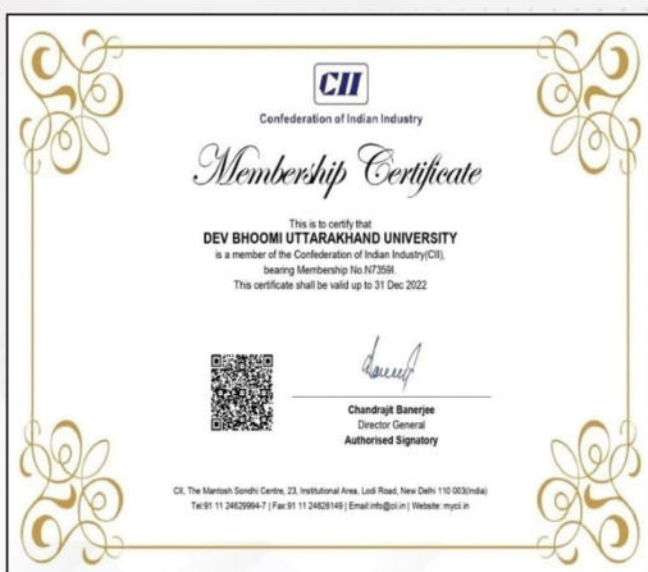 CII
Confederation of Indian Industry
Membership Certificate
This is to certify that
DEV BHOOMI UTTARAKHAND UNIVERSITY
is a member of the Confederation of Indian Industry(CII),
bearing Membership No.N7359I.
This certificate shall be valid up to 31 Dec 2022
Chandrajit Banerjee
Director General
Authorised Signatory
CII, The Mantosh Sondhi Centre, 23, Institutional Area, Lodi Road, New Delhi 110 003(India)
Tel:91 11 24629994-7 | Fax:91 11 24626149 | Email:info@cii.in | Website: mycii.in